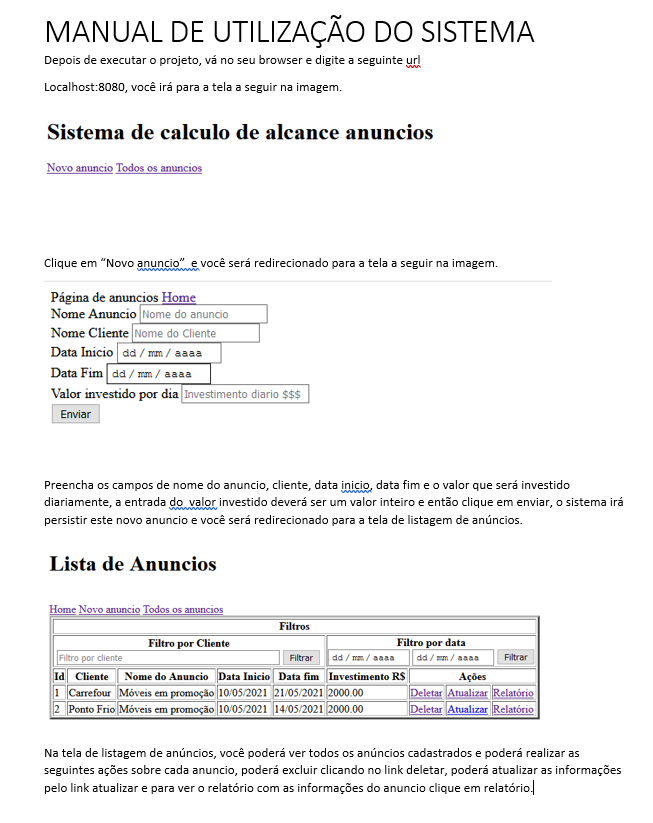 MANUAL DE UTILIZAÇÃO DO SISTEMA
Depois de executar o projeto, vá no seu browser e digite a seguinte url
Localhost:8080, você irá para a tela a seguir na imagem.
Sistema de calculo de alcance anuncios
Novo anuncio Todos os anuncios
Clique em “Novo anuncio” e você será redirecionado para a tela a seguir na imagem.
Página de anuncios Home
Nome Anuncio Nome do anuncio
Nome Cliente Nome do Cliente
Data Inicio dd / mm / aaaa
Data Fim dd / mm / aaaa
Valor investido por dia Investimento diario $$$
Enviar
Preencha os campos de nome do anuncio, cliente, data inicio, data fim e o valor que será investido
diariamente, a entrada do valor investido deverá ser um valor inteiro e então clique em enviar, o sistema irá
persistir este novo anuncio e você será redirecionado para a tela de listagem de anúncios.
Lista de Anuncios
Home Novo anuncio Todos os anuncios
Filtros
Filtro por Cliente Filtro por data
Filtro por cliente Filtrar dd / mm / aaaa dd / mm / aaaa Filtrar
Id Cliente Nome do Anuncio Data Inicio Data fim Investimento R$ Ações
1 Carrefour Móveis em promoção 10/05/2021 21/05/2021 2000.00 Deletar Atualizar Relatório
2 Ponto Frio Móveis em promoção 10/05/2021 14/05/2021 2000.00 Deletar Atualizar Relatório
Na tela de listagem de anúncios, você poderá ver todos os anúncios cadastrados e poderá realizar as
seguintes ações sobre cada anuncio, poderá excluir clicando no link deletar, poderá atualizar as informações
pelo link atualizar e para ver o relatório com as informações do anuncio clique em relatório.